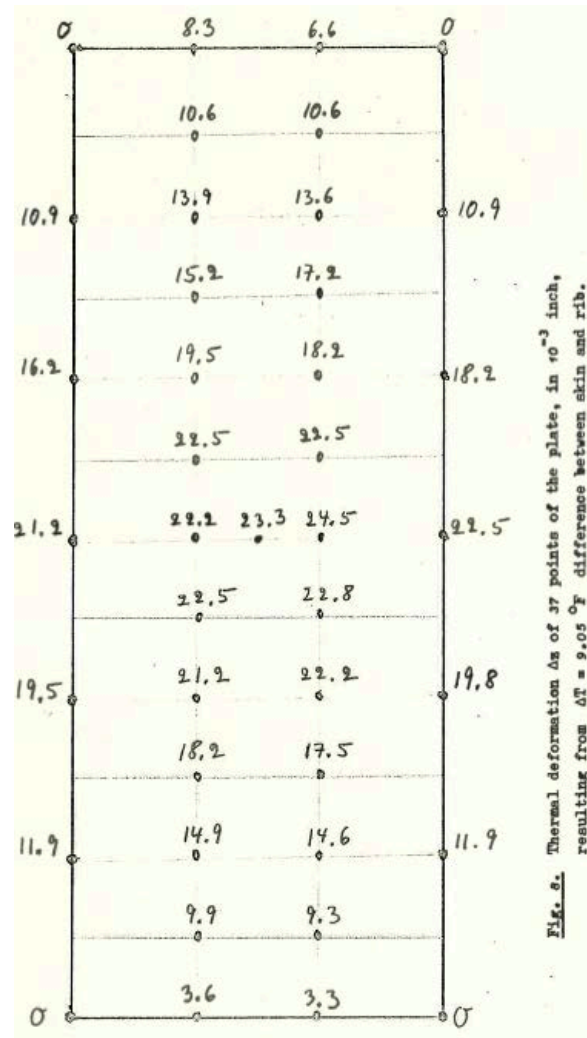 0 8.3 6.6 0
10.6 10.6
10.9 13.9 13.6 10.9
15.2 17.2
16.2 19.5 18.2 18.2
22.5 22.5
21.2 22.2 23.3 24.5 22.5
22.5 22.8
19.5 21.2 22.2 19.8
18.2 17.5
11.9 14.9 14.6 11.9
9.9 9.3
0 3.6 3.3 0
Fig. 8. Thermal deformation Δz of 37 points of the plate, in 10⁻³ inch,
resulting from ΔT = 9.05 °F difference between skin and rib.